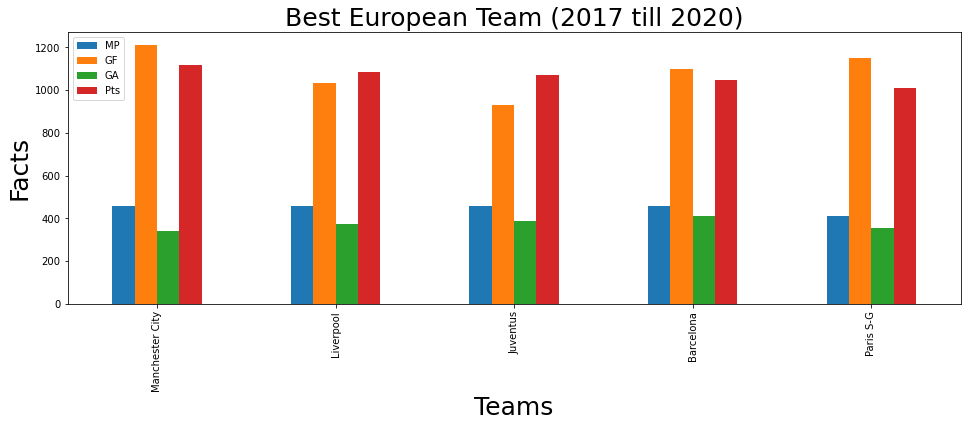 Best European Team (2017 till 2020)
MP
GF
GA
Pts
Facts
1200
1000
800
600
400
200
0
Manchester City
Liverpool
Juventus
Barcelona
Paris S-G
Teams